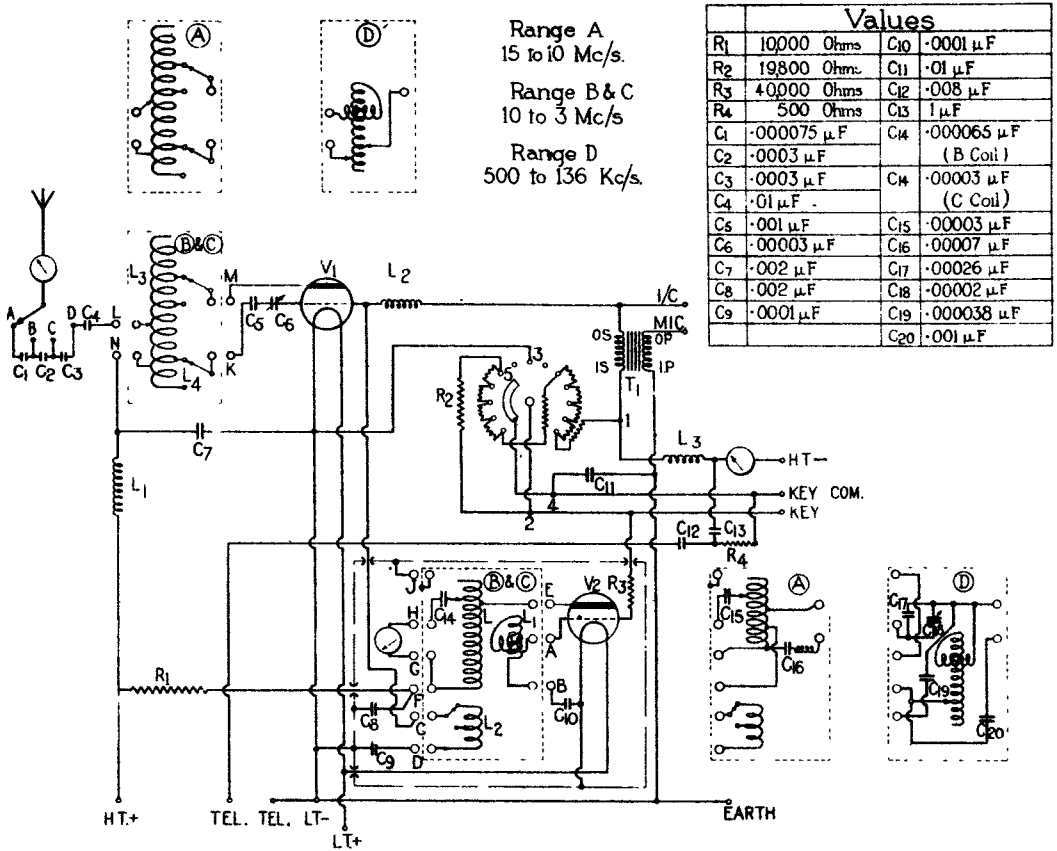 A
D
Range A
15 to 10 Mc/s.
Range B & C
10 to 3 Mc/s
Range D
500 to 136 Kc/s.
Values
R1 10,000 Ohms C10 ·0001 µF
R2 19,800 Ohms C11 ·01 µF
R3 40,000 Ohms C12 ·008 µF
R4 500 Ohms C13 1 µF
C1 ·000075 µF C14 ·000065 µF
C2 ·0003 µF (B Coil)
C3 ·0003 µF C14 ·00003 µF
C4 ·01 µF (C Coil)
C5 ·001 µF C15 ·00003 µF
C6 ·00003 µF C16 ·00007 µF
C7 ·002 µF C17 ·00026 µF
C8 ·002 µF C18 ·00002 µF
C9 ·0001 µF C19 ·000038 µF
C20 ·001 µF
B&C
L3
M
V1
L2
A
B
C
D
C4
L
N
C1
C2
C3
L4
K
C5
C6
I/C
MIC
OS
OP
IS
IP
T1
3
5
R2
1
C7
L1
L3
HT-
C11
4
KEY COM.
2
KEY
C12
C13
R4
J
B&C
V2
R3
A
D
H
C14
L
L1
E
A
C15
C17
G
C16
R1
F
B
C19
C8
C
L2
C10
C9
D
C20
HT.+
TEL.
TEL.
LT-
LT+
EARTH